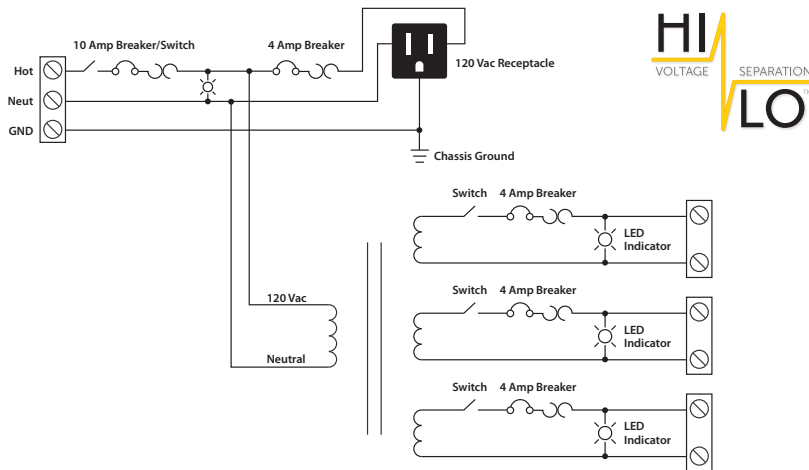 10 Amp Breaker/Switch
4 Amp Breaker
Hot
Neut
GND
120 Vac Receptacle
Chassis Ground
HI
VOLTAGE SEPARATION
LO™
Switch 4 Amp Breaker
LED
Indicator
120 Vac
Neutral
Switch 4 Amp Breaker
LED
Indicator
Switch 4 Amp Breaker
LED
Indicator